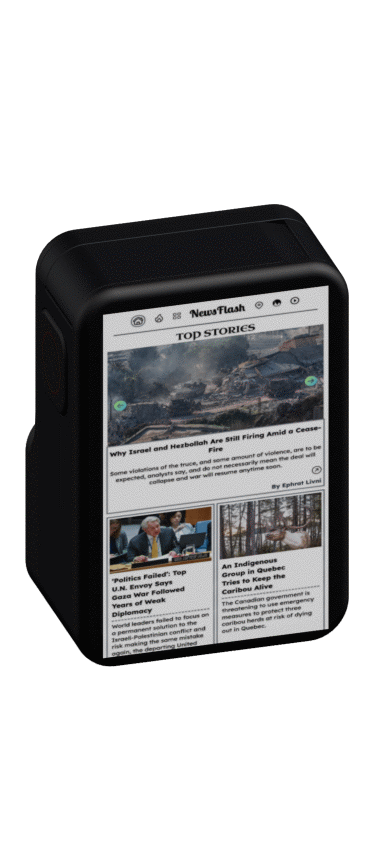 NewsFlash
TOP STORIES
Why Israel and Hezbollah Are Still Firing Amid a Cease-
Fire
Some violations of the truce, and some amount of violence, are to be
expected, analysts say, and do not necessarily mean the deal will
collapse and war will resume anytime soon.
By Ephrat Livni
'Politics Failed': Top
U.N. Envoy Says
Gaza War Followed
Years of Weak
Diplomacy
World leaders failed to focus on
a permanent solution to the
Israeli-Palestinian conflict and
risk making the same mistake
again, the departing United
An Indigenous
Group in Quebec
Tries to Keep the
Caribou Alive
The Canadian government is
threatening to use emergency
measures to protect three
caribou herds at risk of dying
out in Quebec.